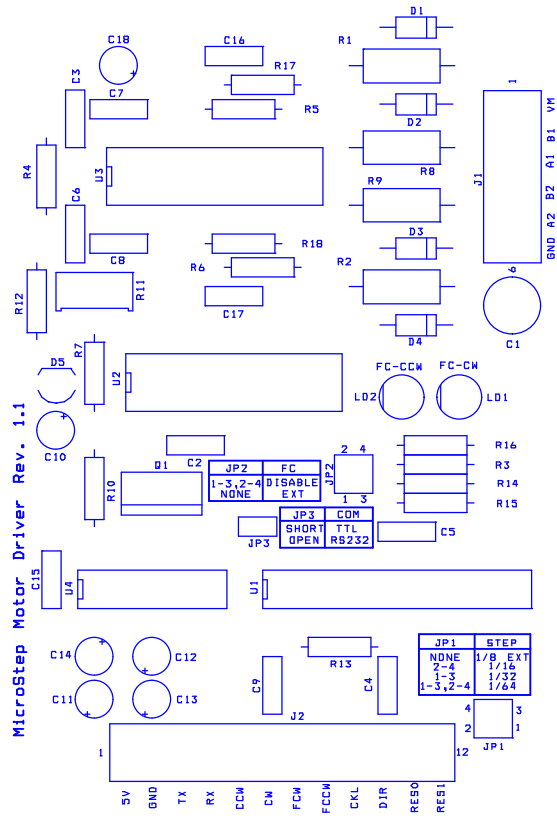 D1
C18
C16
R1
R17
C3
C7
1
R5
VM
D2
B1
R4
U3
R8
A1
J1
R9
B2
C6
A2
D3
R18
GND
C8
R6
R2
6
R12
R11
C17
C1
D4
R7
D5
FC-CCW
FC-CW
U2
LD2
LD1
C10
2 4
R16
Q1
C2
JP2
JP2 FC
1-3,2-4 DISABLE
NONE EXT
R3
R10
R14
1 3
R15
JP3 COM
SHORT TTL
OPEN RS232
JP3
C5
MicroStep Motor Driver Rev. 1.1
C15
U4
U1
JP1 STEP
NONE 1/8 EXT
2-4 1/16
1-3 1/32
1-3,2-4 1/64
C14
C12
R13
C9
C4
C11
C13
4 3
2 1
JP1
J2
1
12
5V
GND
TX
RX
CCW
CW
FCW
FCCW
CKL
DIR
RES0
RES1